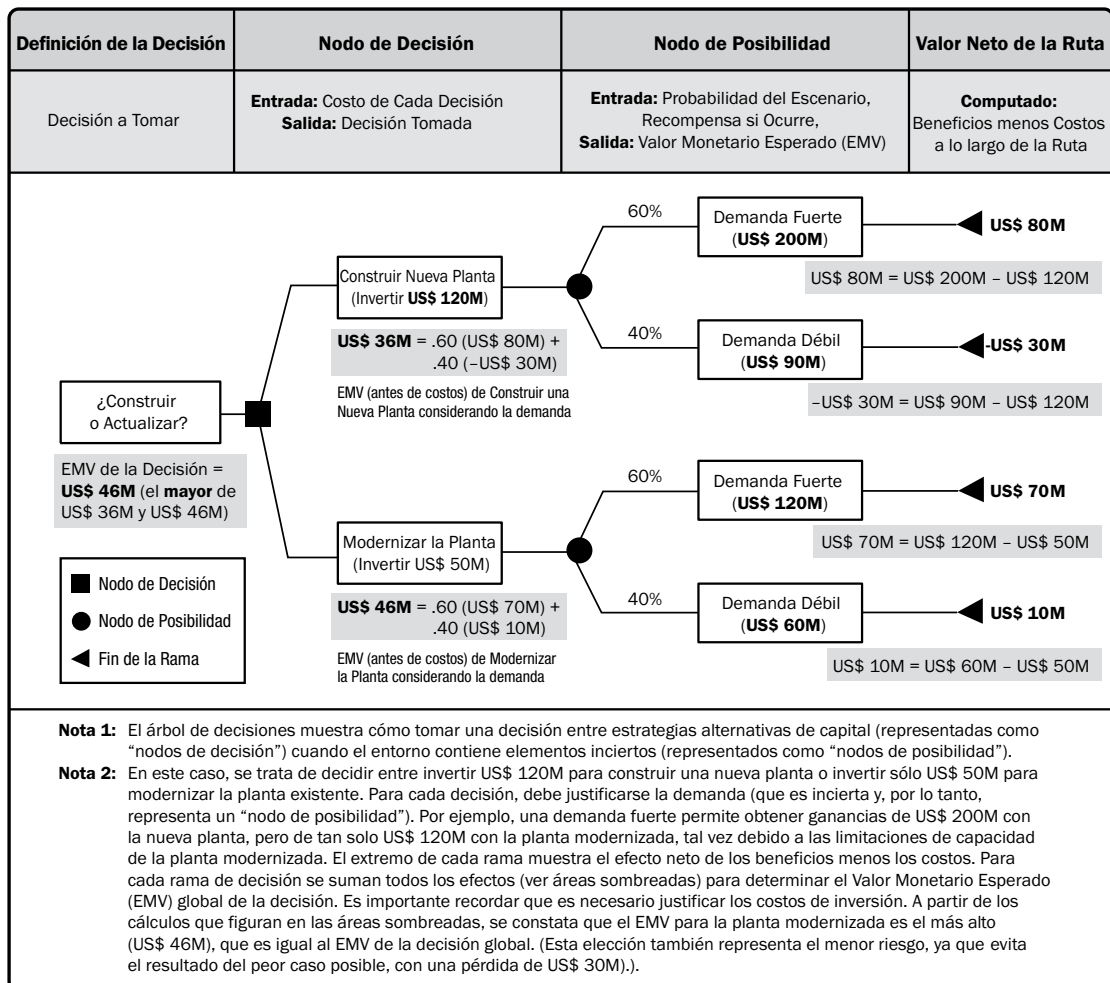 Definición de la Decisión
Nodo de Decisión
Nodo de Posibilidad
Valor Neto de la Ruta
Decisión a Tomar
Entrada: Costo de Cada Decisión
Salida: Decisión Tomada
Entrada: Probabilidad del Escenario,
Recompensa si Ocurre,
Salida: Valor Monetario Esperado (EMV)
Computado:
Beneficios menos Costos
a lo largo de la Ruta
¿Construir
o Actualizar?
EMV de la Decisión =
US$ 46M (el mayor de
US$ 36M y US$ 46M)
Construir Nueva Planta
(Invertir US$ 120M)
US$ 36M = .60 (US$ 80M) +
.40 (–US$ 30M)
EMV (antes de costos) de Construir una
Nueva Planta considerando la demanda
60%
Demanda Fuerte
(US$ 200M)
US$ 80M
US$ 80M = US$ 200M – US$ 120M
40%
Demanda Débil
(US$ 90M)
-US$ 30M
–US$ 30M = US$ 90M – US$ 120M
Modernizar la Planta
(Invertir US$ 50M)
US$ 46M = .60 (US$ 70M) +
.40 (US$ 10M)
EMV (antes de costos) de Modernizar
la Planta considerando la demanda
60%
Demanda Fuerte
(US$ 120M)
US$ 70M
US$ 70M = US$ 120M – US$ 50M
40%
Demanda Débil
(US$ 60M)
US$ 10M
US$ 10M = US$ 60M – US$ 50M
Nodo de Decisión
Nodo de Posibilidad
Fin de la Rama
Nota 1: El árbol de decisiones muestra cómo tomar una decisión entre estrategias alternativas de capital (representadas como
“nodos de decisión”) cuando el entorno contiene elementos inciertos (representados como “nodos de posibilidad”).
Nota 2: En este caso, se trata de decidir entre invertir US$ 120M para construir una nueva planta o invertir sólo US$ 50M para
modernizar la planta existente. Para cada decisión, debe justificarse la demanda (que es incierta y, por lo tanto,
representa un “nodo de posibilidad”). Por ejemplo, una demanda fuerte permite obtener ganancias de US$ 200M con
la nueva planta, pero de tan solo US$ 120M con la planta modernizada, tal vez debido a las limitaciones de capacidad
de la planta modernizada. El extremo de cada rama muestra el efecto neto de los beneficios menos los costos. Para
cada rama de decisión se suman todos los efectos (ver áreas sombreadas) para determinar el Valor Monetario Esperado
(EMV) global de la decisión. Es importante recordar que es necesario justificar los costos de inversión. A partir de los
cálculos que figuran en las áreas sombreadas, se constata que el EMV para la planta modernizada es el más alto
(US$ 46M), que es igual al EMV de la decisión global. (Esta elección también representa el menor riesgo, ya que evita
el resultado del peor caso posible, con una pérdida de US$ 30M).).